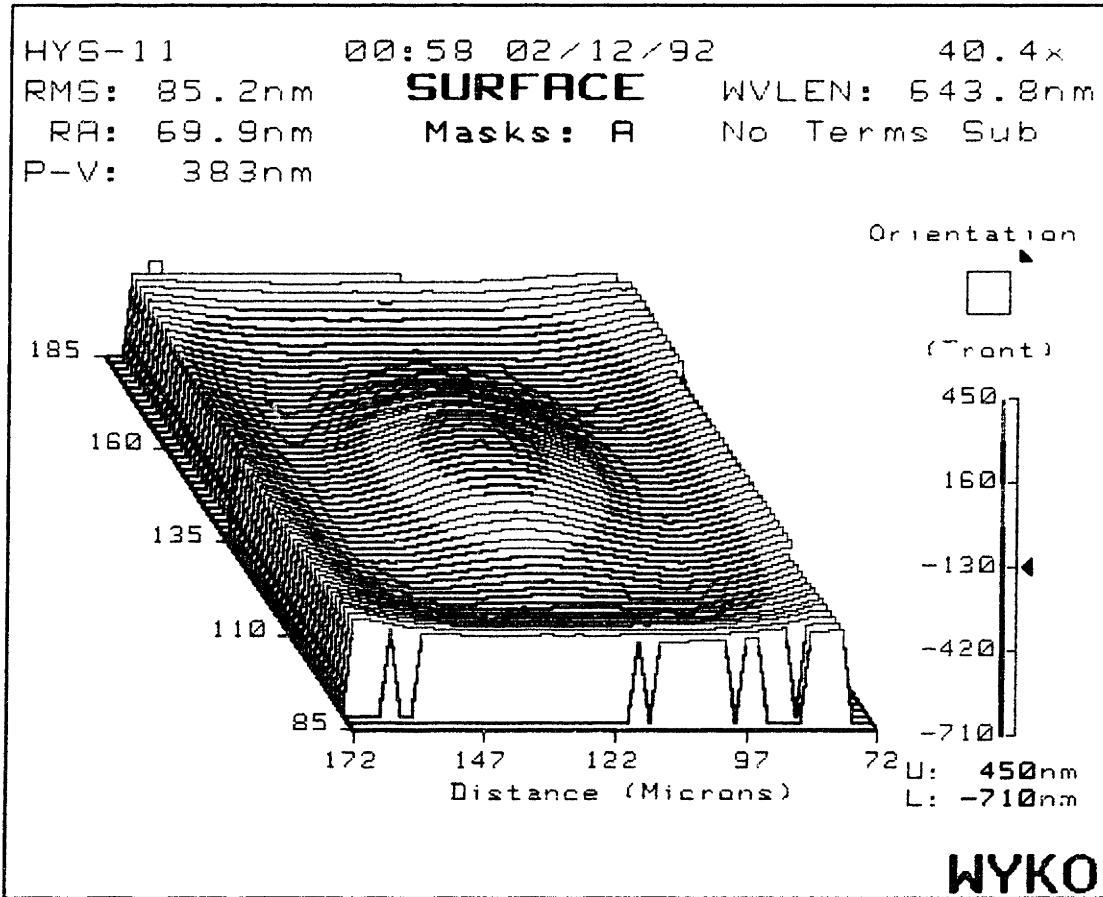 HYS-11 00:58 02/12/92 40.4x
RMS: 85.2nm SURFACE WVLEN: 643.8nm
RA: 69.9nm Masks: A No Terms Sub
P-V: 383nm
Orientation
185
160
135
110
85
172 147 122 97 72
Distance (Microns)
450
160
-130
-420
-710
U: 450nm
L: -710nm
WYKO